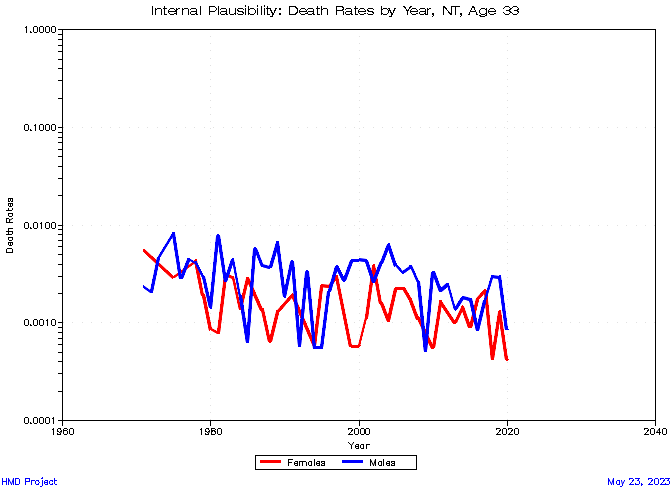 Internal Plausibility: Death Rates by Year, NT, Age 33
1.0000
0.1000
0.0100
0.0010
0.0001
Death Rates
1960
1980
2000
2020
2040
Year
Females
Males
HMD Project
May 23, 2023